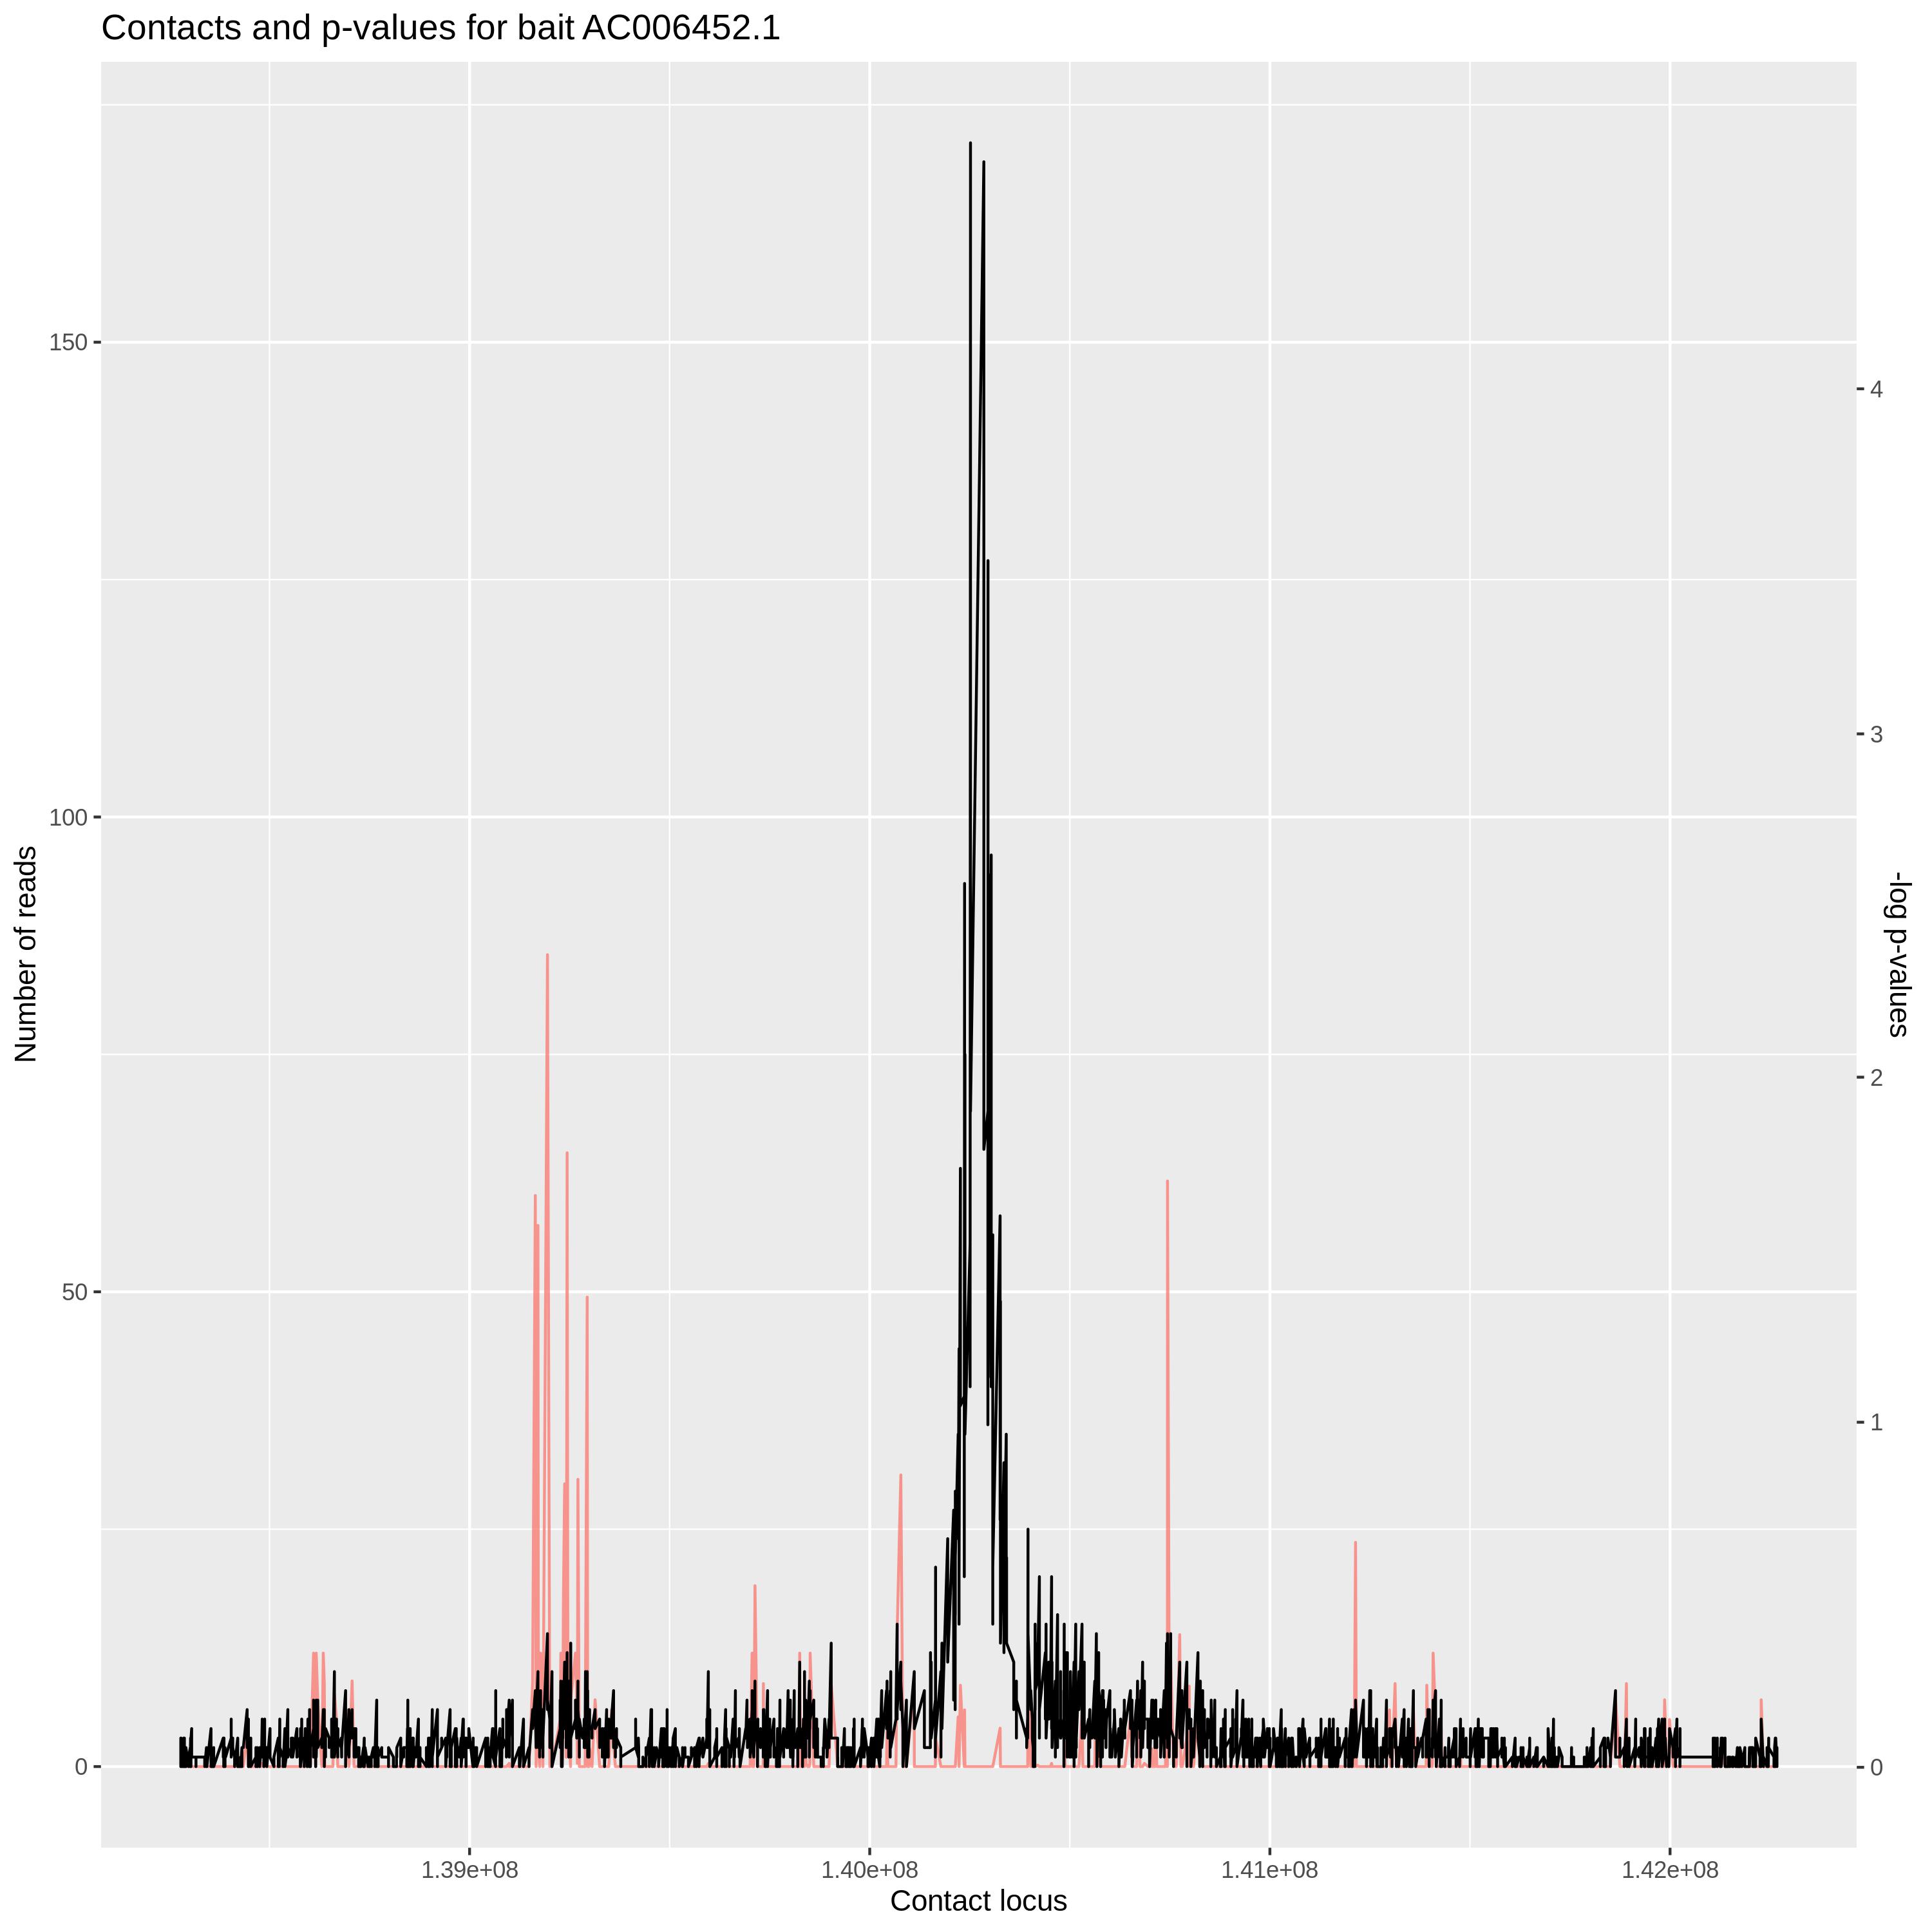 Contacts and p-values for bait AC006452.1
150
100
50
0
Number of reads
4
3
2
1
0
-log p-values
1.39e+08
1.40e+08
1.41e+08
1.42e+08
Contact locus